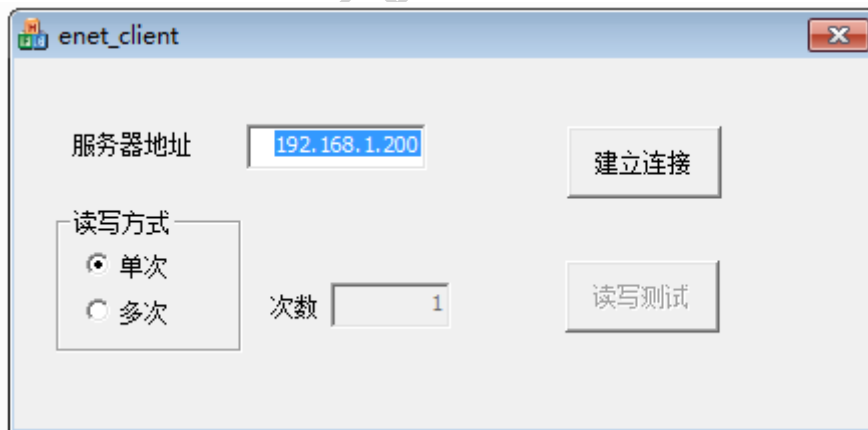 enet_client
服务器地址 192.168.1.200 建立连接
读写方式
单次
多次 次数 1 读写测试